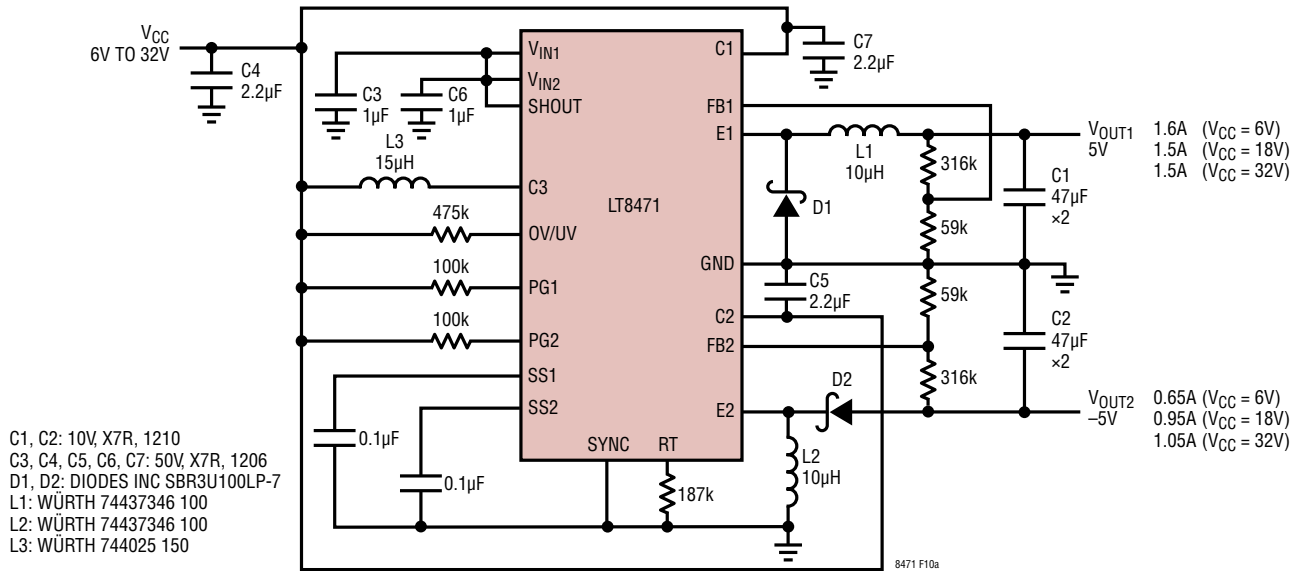 VCC
6V TO 32V
C4
2.2µF
C3
1µF
C6
1µF
L3
15µH
475k
100k
100k
0.1µF
0.1µF
VIN1
VIN2
SHOUT
C3
OV/UV
PG1
PG2
SS1
SS2
SYNC
RT
LT8471
C1
FB1
E1
GND
C2
FB2
E2
C7
2.2µF
L1
10µH
D1
316k
59k
C1
47µF
×2
VOUT1
5V
1.6A (VCC = 6V)
1.5A (VCC = 18V)
1.5A (VCC = 32V)
C5
2.2µF
59k
316k
C2
47µF
×2
D2
VOUT2
–5V
0.65A (VCC = 6V)
0.95A (VCC = 18V)
1.05A (VCC = 32V)
L2
10µH
187k
C1, C2: 10V, X7R, 1210
C3, C4, C5, C6, C7: 50V, X7R, 1206
D1, D2: DIODES INC SBR3U100LP-7
L1: WÜRTH 74437346 100
L2: WÜRTH 74437346 100
L3: WÜRTH 744025 150
8471 F10a